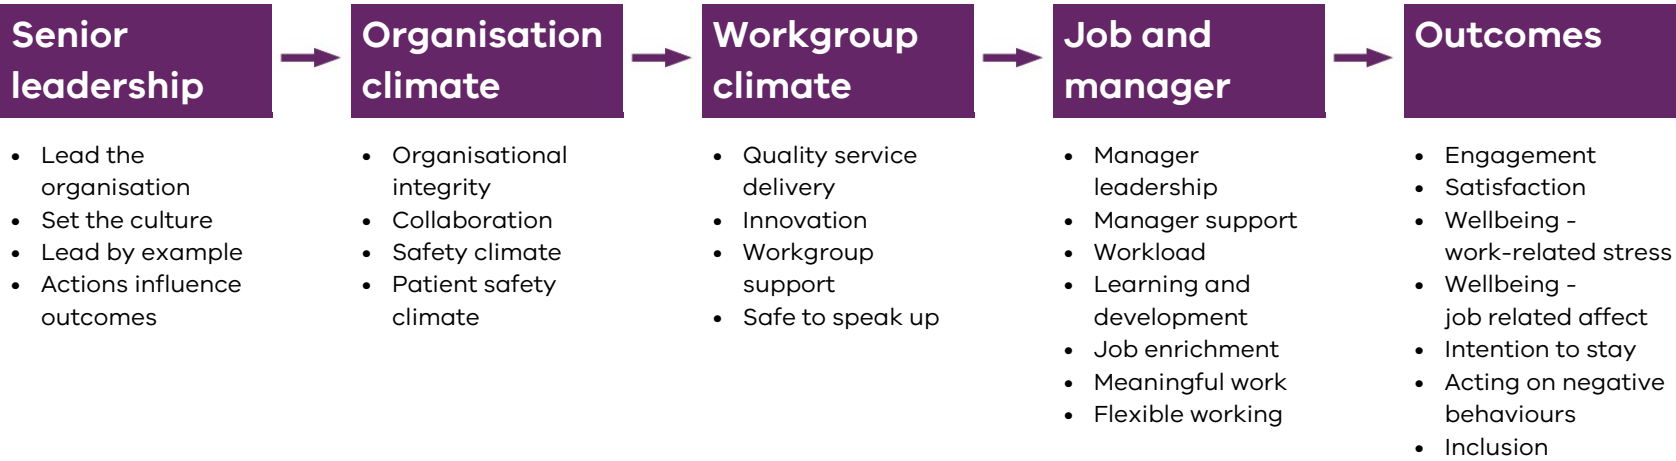 Senior
leadership
• Lead the
organisation
• Set the culture
• Lead by example
• Actions influence
outcomes
Organisation
climate
• Organisational
integrity
• Collaboration
• Safety climate
• Patient safety
climate
Workgroup
climate
• Quality service
delivery
• Innovation
• Workgroup
support
• Safe to speak up
Job and
manager
• Manager
leadership
• Manager support
• Workload
• Learning and
development
• Job enrichment
• Meaningful work
• Flexible working
Outcomes
• Engagement
• Satisfaction
• Wellbeing -
work-related stress
• Wellbeing -
job related affect
• Intention to stay
• Acting on negative
behaviours
• Inclusion